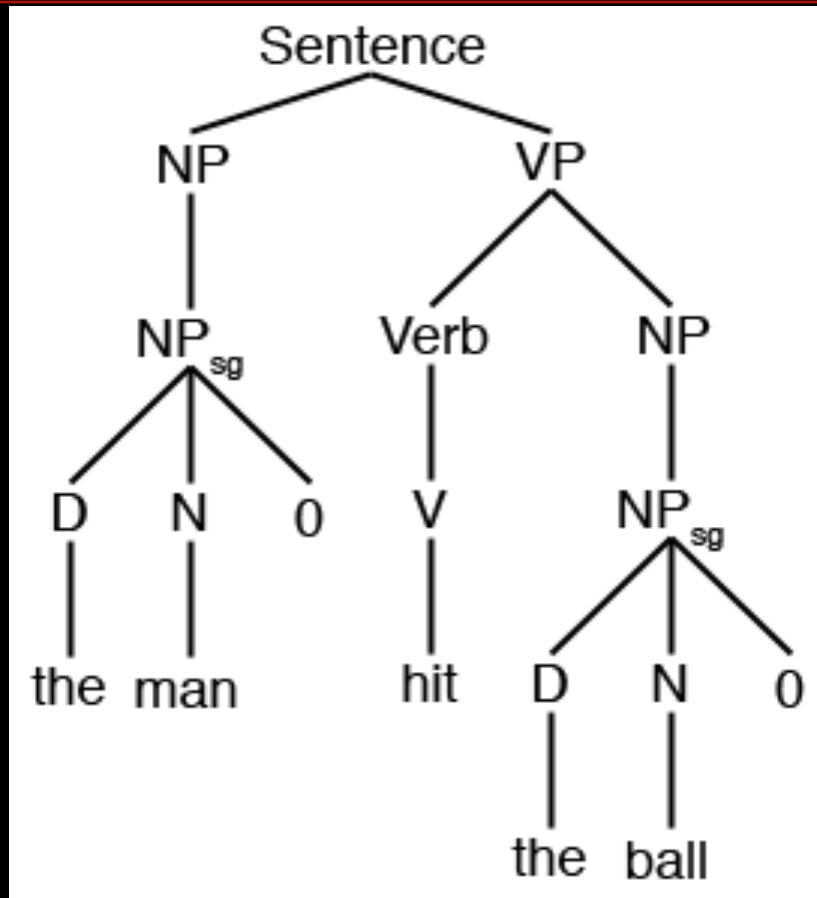 Sentence
NP VP
NPsg Verb NP
D N 0 V NPsg
the man hit D N 0
the ball